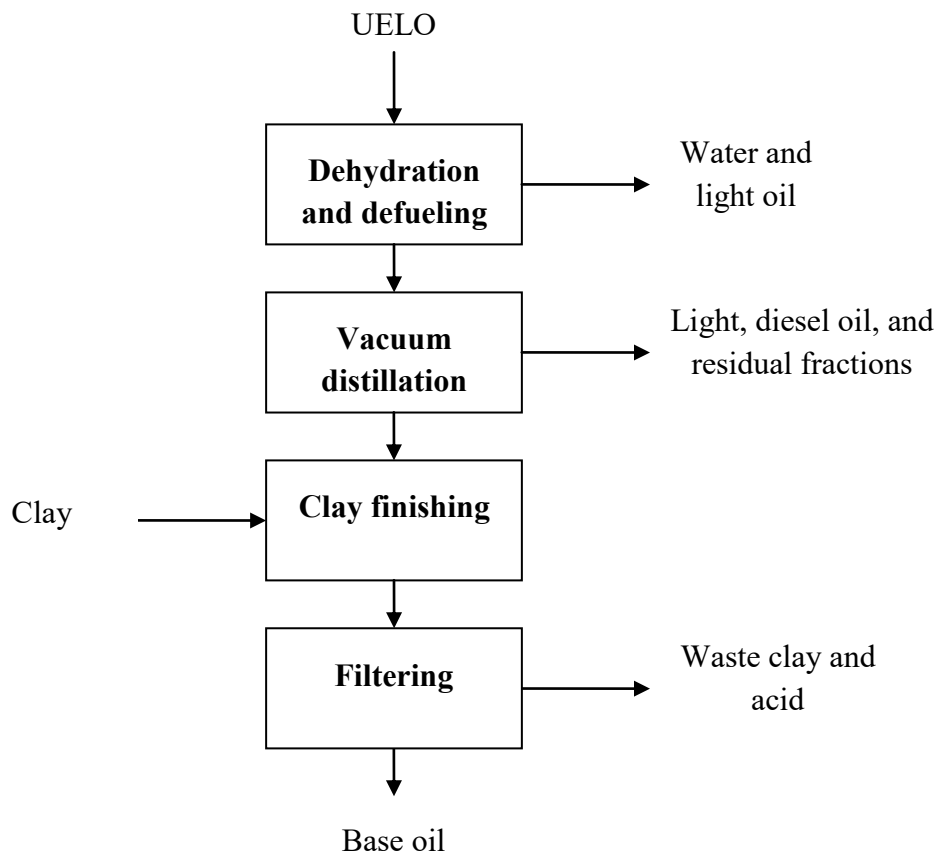 UELO
Dehydration
and defueling
Water and
light oil
Vacuum
distillation
Light, diesel oil, and
residual fractions
Clay
Clay finishing
Filtering
Waste clay and
acid
Base oil